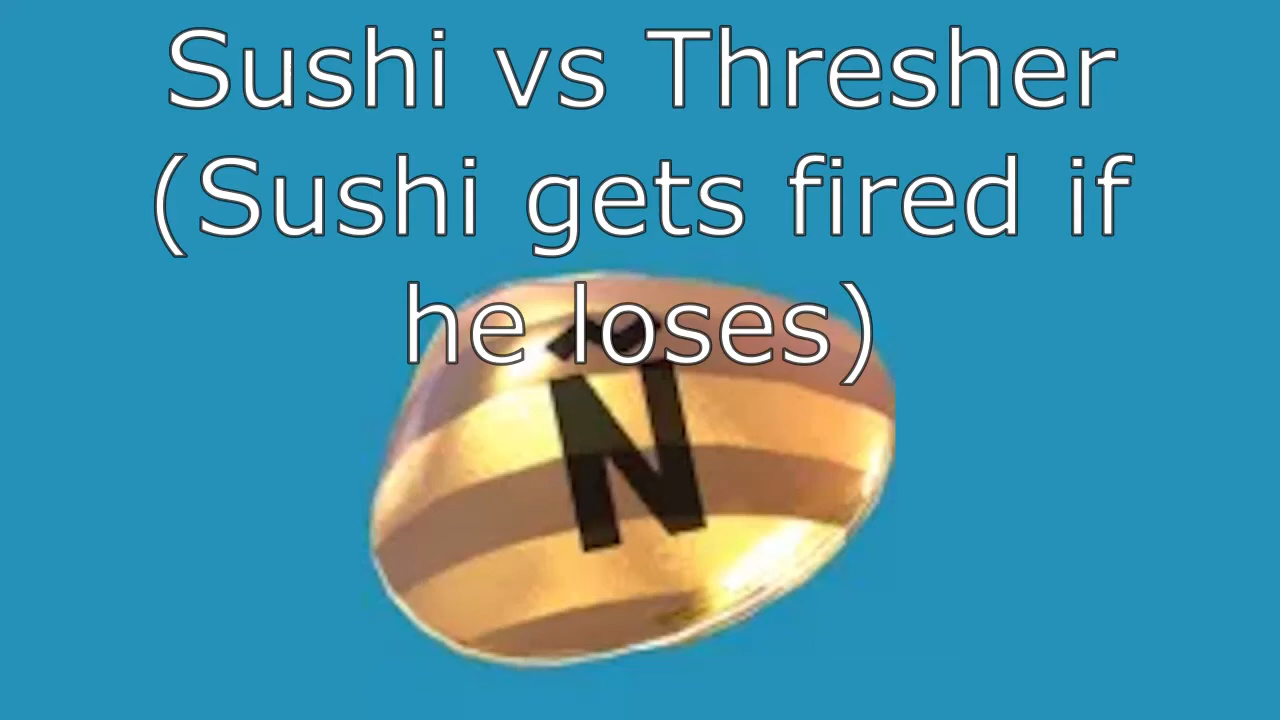 Sushi vs Thresher
(Sushi gets fired if
he loses)
Ñ